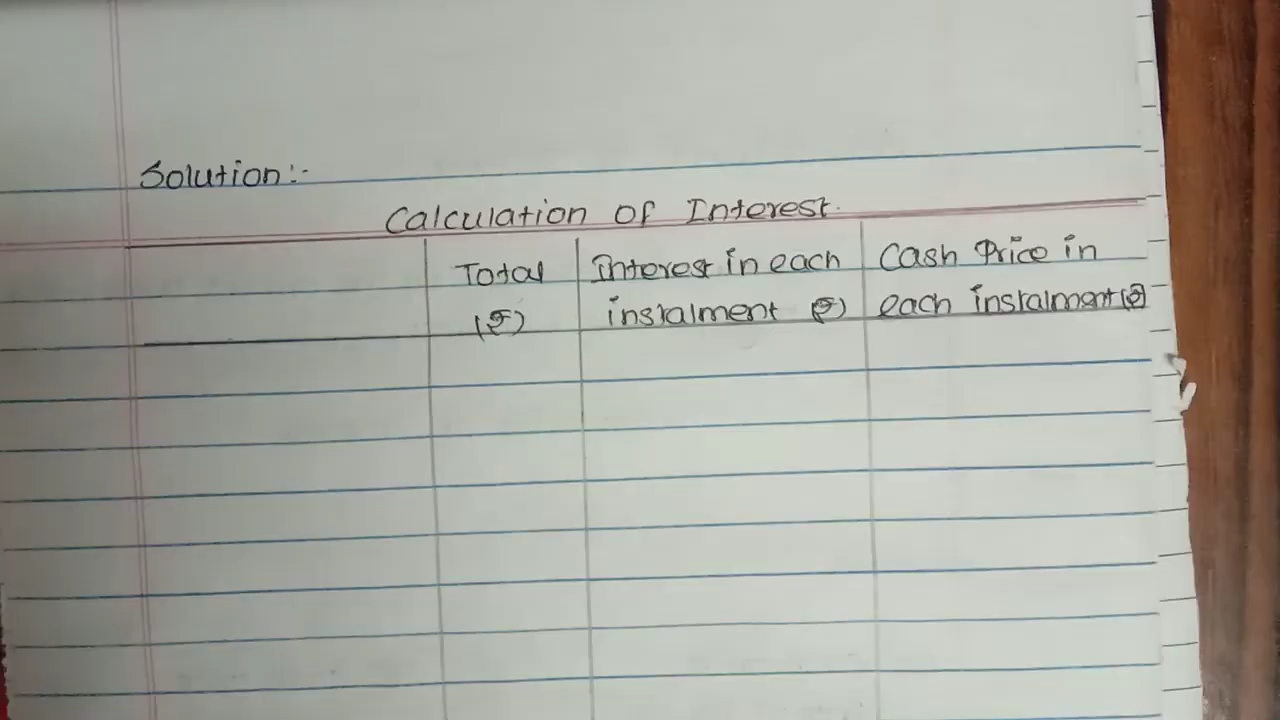 Solution:-
Calculation of Interest.
Total (₹)
Interest in each instalment (₹)
Cash Price in each instalment (₹)